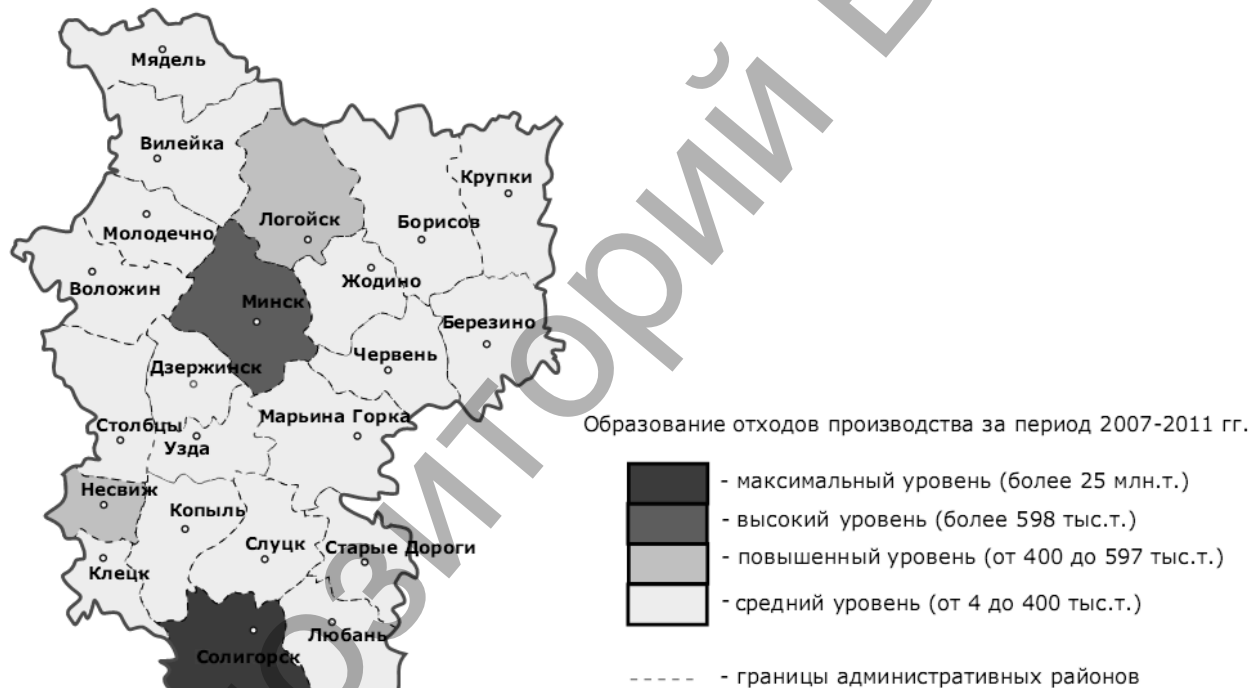 Мядель
Вилейка
Крупки
Логойск
Борисов
Молодечно
Жодино
Воложин
Минск
Березино
Червень
Дзержинск
Марьина Горка
Столбцы
Узда
Несвиж
Копыль
Слуцк
Старые Дороги
Клецк
Любань
Солигорск
Образование отходов производства за период 2007-2011 гг.
- максимальный уровень (более 25 млн.т.)
- высокий уровень (более 598 тыс.т.)
- повышенный уровень (от 400 до 597 тыс.т.)
- средний уровень (от 4 до 400 тыс.т.)
- границы административных районов